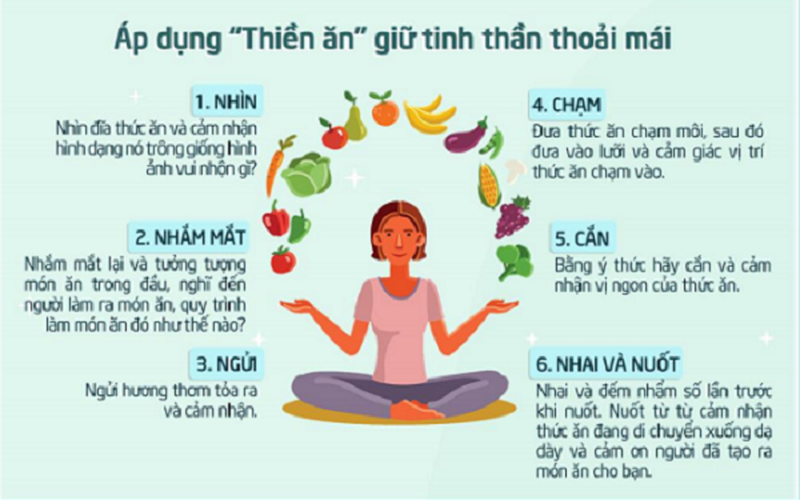 Áp dụng “Thiền ăn” giữ tinh thần thoải mái
1. NHÌN
Nhìn đĩa thức ăn và cảm nhận
hình dạng nó trông giống hình
ảnh vui nhộn gì?
2. NHẮM MẮT
Nhắm mắt lại và tưởng tượng
món ăn trong đầu, nghĩ đến
người làm ra món ăn, quy trình
làm món ăn đó như thế nào?
3. NGỬI
Ngửi hương thơm tỏa ra
và cảm nhận.
4. CHẠM
Đưa thức ăn chạm môi, sau đó
đưa vào lưỡi và cảm giác vị trí
thức ăn chạm vào.
5. CẮN
Bằng ý thức hãy cắn và cảm
nhận vị ngon của thức ăn.
6. NHAI VÀ NUỐT
Nhai và đếm nhẩm số lần trước
khi nuốt. Nuốt từ từ cảm nhận
thức ăn đang di chuyển xuống dạ
dày và cảm ơn người đã tạo ra
món ăn cho bạn.